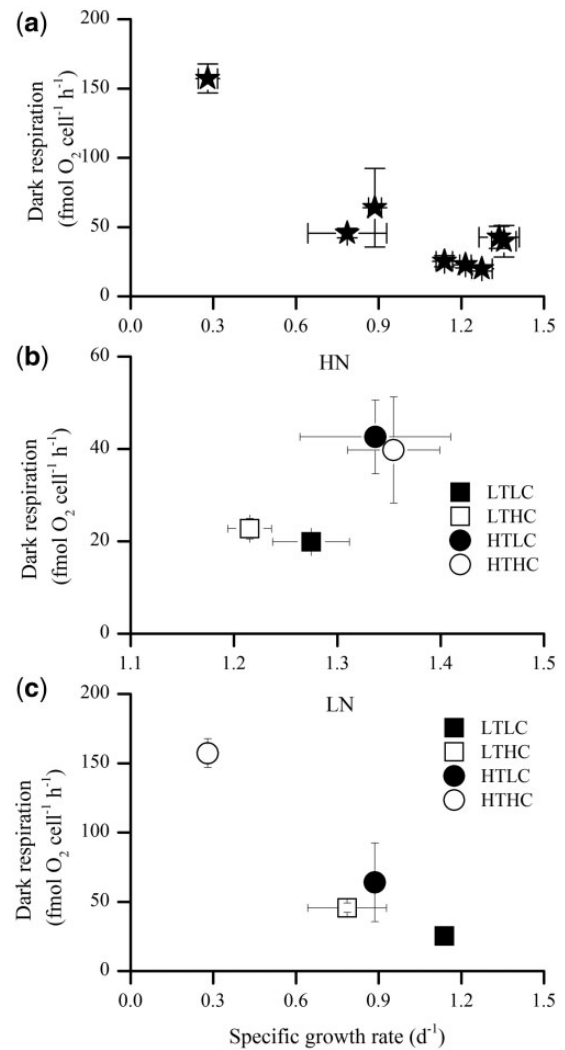 (a)
200
150
100
50
0
Dark respiration
(fmol O₂ cell⁻¹ h⁻¹)
0.0 0.3 0.6 0.9 1.2 1.5
(b)
HN
60
40
20
0
Dark respiration
(fmol O₂ cell⁻¹ h⁻¹)
LTLC
LTHC
HTLC
HTHC
1.1 1.2 1.3 1.4 1.5
(c)
LN
200
150
100
50
0
Dark respiration
(fmol O₂ cell⁻¹ h⁻¹)
LTLC
LTHC
HTLC
HTHC
0.0 0.3 0.6 0.9 1.2 1.5
Specific growth rate (d⁻¹)